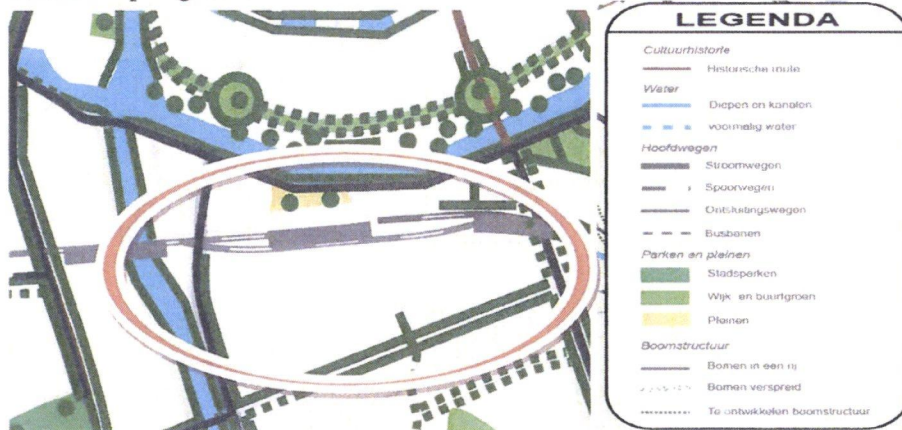 LEGENDA
Cultuurhistorie
Historische route
Water
Diepen en kanalen
voormalig water
Hoofdwegen
Stroomwegen
Spoorwegen
Ontsluitingswegen
Busbanen
Parken en pleinen
Stadsparken
Wijk- en buurtgroen
Pleinen
Boomstructuur
Bomen in een rij
Bomen verspreid
Te ontwikkelen boomstructuur